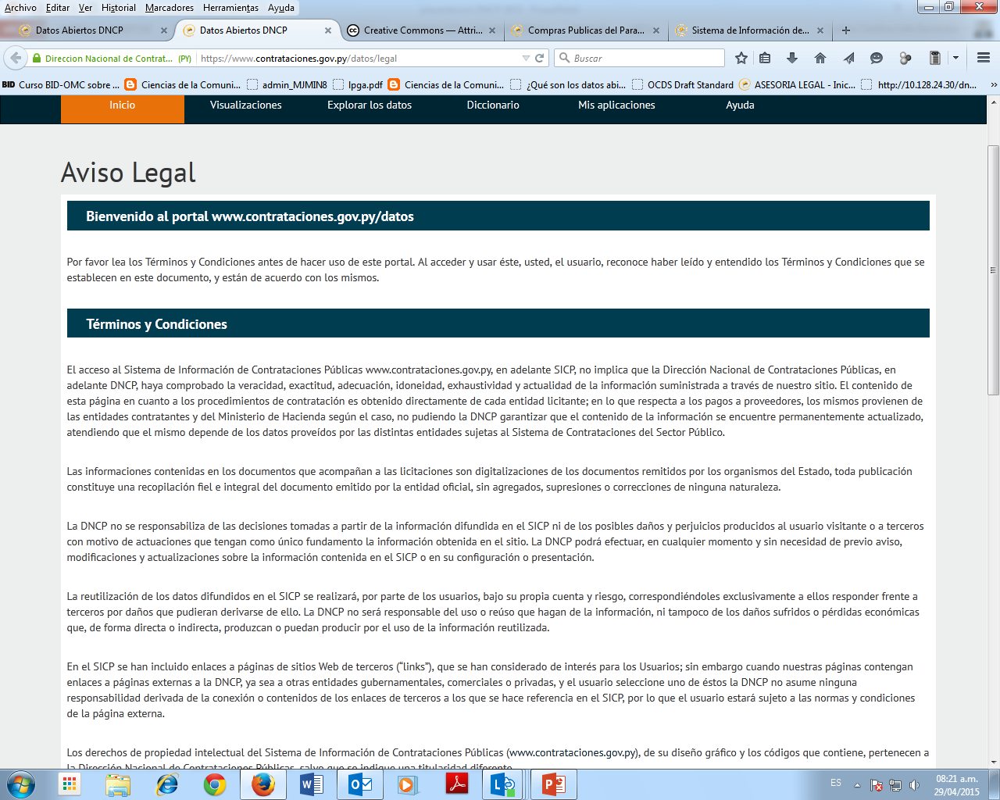 Archivo Editar Ver Historial Marcadores Herramientas Ayuda
Datos Abiertos DNCP Datos Abiertos DNCP Creative Commons — Attri... Compras Publicas del Para... Sistema de Información de...
Direccion Nacional de Contrat... (PY) https://www.contrataciones.gov.py/datos/legal Buscar
BID Curso BID-OMC sobre ... Ciencias de la Comuni... admin_MJMIN8 lpga.pdf Ciencias de la Comuni... ¿Qué son los datos abi... OCDS Draft Standard ASESORIA LEGAL - Inic... http://10.128.24.30/dn... »
Inicio Visualizaciones Explorar los datos Diccionario Mis aplicaciones Ayuda
Aviso Legal
Bienvenido al portal www.contrataciones.gov.py/datos
Por favor lea los Términos y Condiciones antes de hacer uso de este portal. Al acceder y usar éste, usted, el usuario, reconoce haber leído y entendido los Términos y Condiciones que se
establecen en este documento, y están de acuerdo con los mismos.
Términos y Condiciones
El acceso al Sistema de Información de Contrataciones Públicas www.contrataciones.gov.py, en adelante SICP, no implica que la Dirección Nacional de Contrataciones Públicas, en
adelante DNCP, haya comprobado la veracidad, exactitud, adecuación, idoneidad, exhaustividad y actualidad de la información suministrada a través de nuestro sitio. El contenido de
esta página en cuanto a los procedimientos de contratación es obtenido directamente de cada entidad licitante; en lo que respecta a los pagos a proveedores, los mismos provienen de
las entidades contratantes y del Ministerio de Hacienda según el caso, no pudiendo la DNCP garantizar que el contenido de la información se encuentre permanentemente actualizado,
atendiendo que el mismo depende de los datos proveídos por las distintas entidades sujetas al Sistema de Contrataciones del Sector Público.
Las informaciones contenidas en los documentos que acompañan a las licitaciones son digitalizaciones de los documentos remitidos por los organismos del Estado, toda publicación
constituye una recopilación fiel e integral del documento emitido por la entidad oficial, sin agregados, supresiones o correcciones de ninguna naturaleza.
La DNCP no se responsabiliza de las decisiones tomadas a partir de la información difundida en el SICP ni de los posibles daños y perjuicios producidos al usuario visitante o a terceros
con motivo de actuaciones que tengan como único fundamento la información obtenida en el sitio. La DNCP podrá efectuar, en cualquier momento y sin necesidad de previo aviso,
modificaciones y actualizaciones sobre la información contenida en el SICP o en su configuración o presentación.
La reutilización de los datos difundidos en el SICP se realizará, por parte de los usuarios, bajo su propia cuenta y riesgo, correspondiéndoles exclusivamente a ellos responder frente a
terceros por daños que pudieran derivarse de ello. La DNCP no será responsable del uso o reúso que hagan de la información, ni tampoco de los daños sufridos o pérdidas económicas
que, de forma directa o indirecta, produzcan o puedan producir por el uso de la información reutilizada.
En el SICP se han incluido enlaces a páginas de sitios Web de terceros (“links”), que se han considerado de interés para los Usuarios; sin embargo cuando nuestras páginas contengan
enlaces a páginas externas a la DNCP, ya sea a otras entidades gubernamentales, comerciales o privadas, y el usuario seleccione uno de éstos la DNCP no asume ninguna
responsabilidad derivada de la conexión o contenidos de los enlaces de terceros a los que se hace referencia en el SICP, por lo que el usuario estará sujeto a las normas y condiciones
de la página externa.
Los derechos de propiedad intelectual del Sistema de Información de Contrataciones Públicas (www.contrataciones.gov.py), de su diseño gráfico y los códigos que contiene, pertenecen a
la Dirección Nacional de Contrataciones Públicas, salvo que se indique una titularidad diferente.
ES 08:21 a.m.
29/04/2015